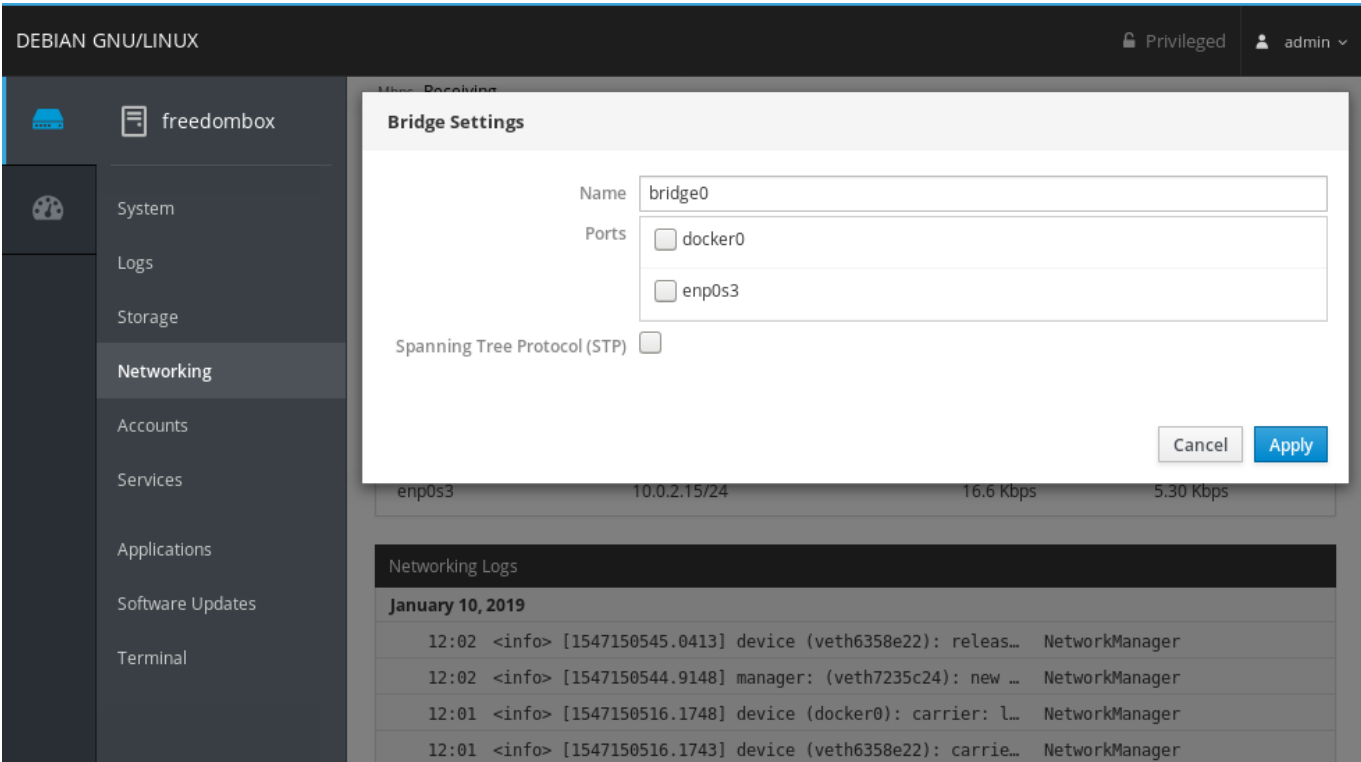 DEBIAN GNU/LINUX
Privileged
admin
freedombox
System
Logs
Storage
Networking
Accounts
Services
Applications
Software Updates
Terminal
Mbps Receiving
Bridge Settings
Name bridge0
Ports docker0
enp0s3
Spanning Tree Protocol (STP)
Cancel Apply
enp0s3 10.0.2.15/24 16.6 Kbps 5.30 Kbps
Networking Logs
January 10, 2019
12:02 <info> [1547150545.0413] device (veth6358e22): releas… NetworkManager
12:02 <info> [1547150544.9148] manager: (veth7235c24): new … NetworkManager
12:01 <info> [1547150516.1748] device (docker0): carrier: l… NetworkManager
12:01 <info> [1547150516.1743] device (veth6358e22): carrie… NetworkManager